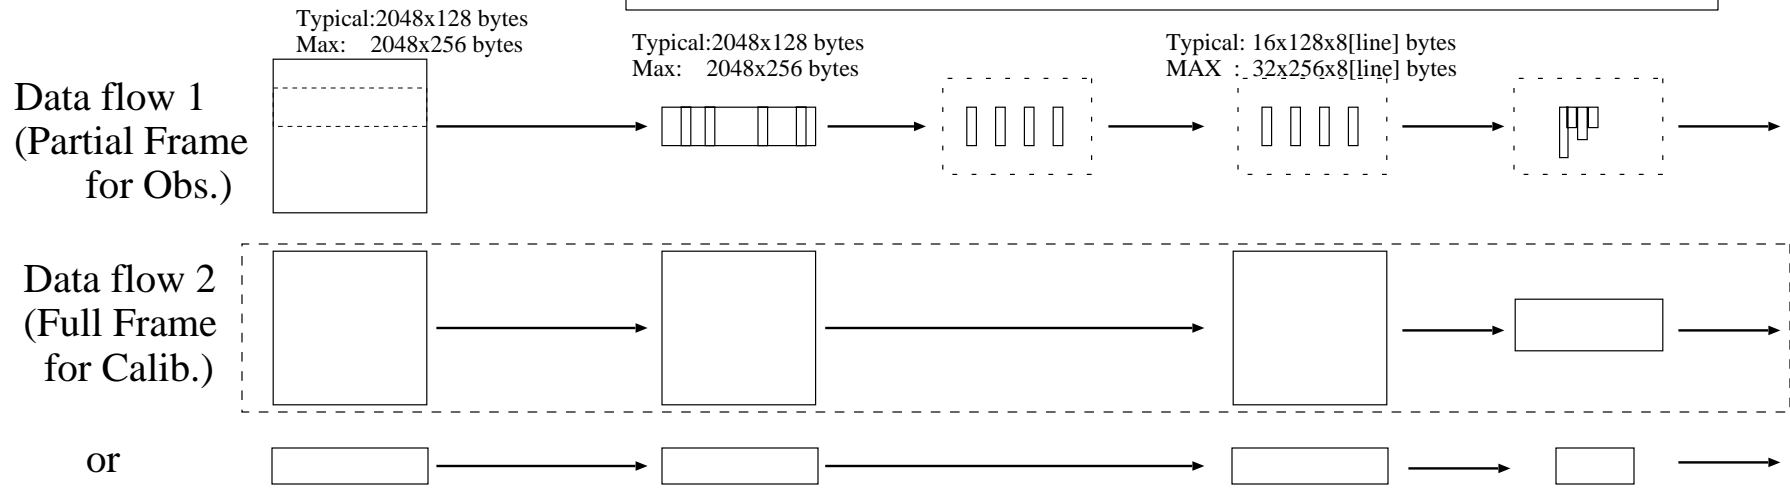 Typical:2048x128 bytes
Max: 2048x256 bytes
Typical:2048x128 bytes
Max: 2048x256 bytes
Typical: 16x128x8[line] bytes
MAX : 32x256x8[line] bytes
Data flow 1
(Partial Frame
for Obs.)
Data flow 2
(Full Frame
for Calib.)
or